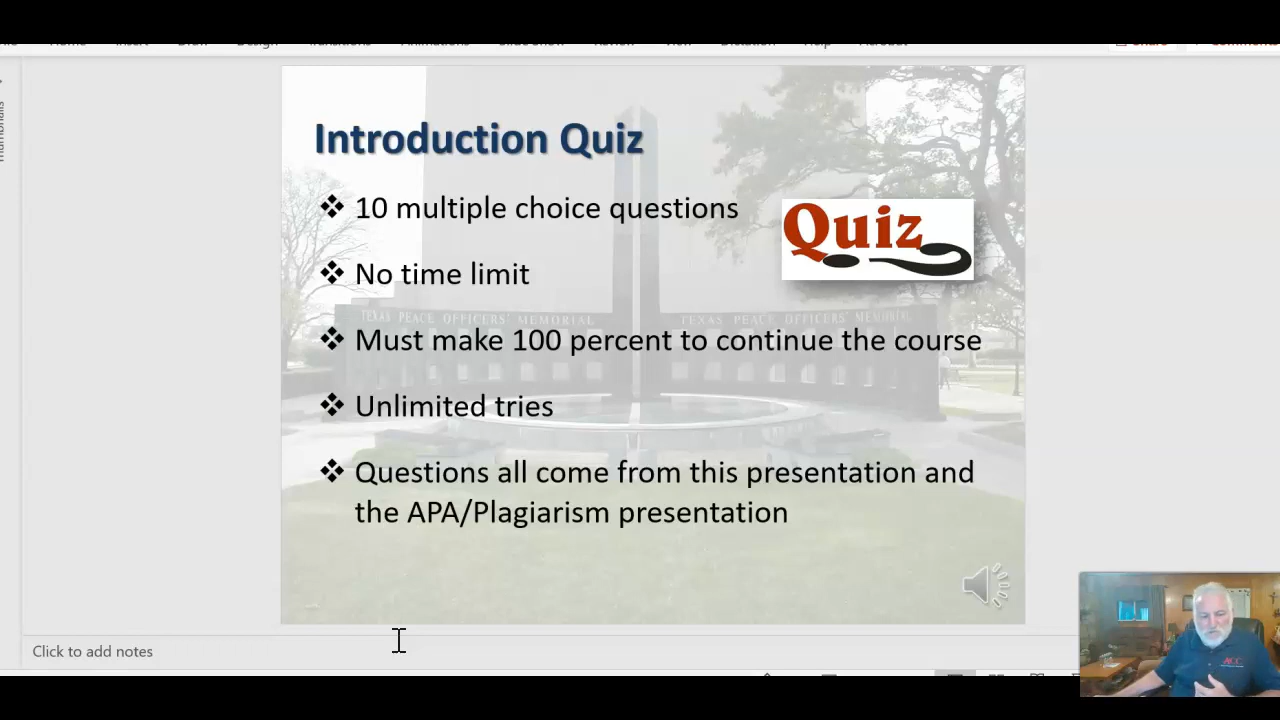 Introduction Quiz
❖ 10 multiple choice questions
Quiz
❖ No time limit
TEXAS PEACE OFFICERS' MEMORIAL TEXAS PEACE OFFICERS' MEMORIAL
❖ Must make 100 percent to continue the course
❖ Unlimited tries
❖ Questions all come from this presentation and
the APA/Plagiarism presentation
Click to add notes
ACC